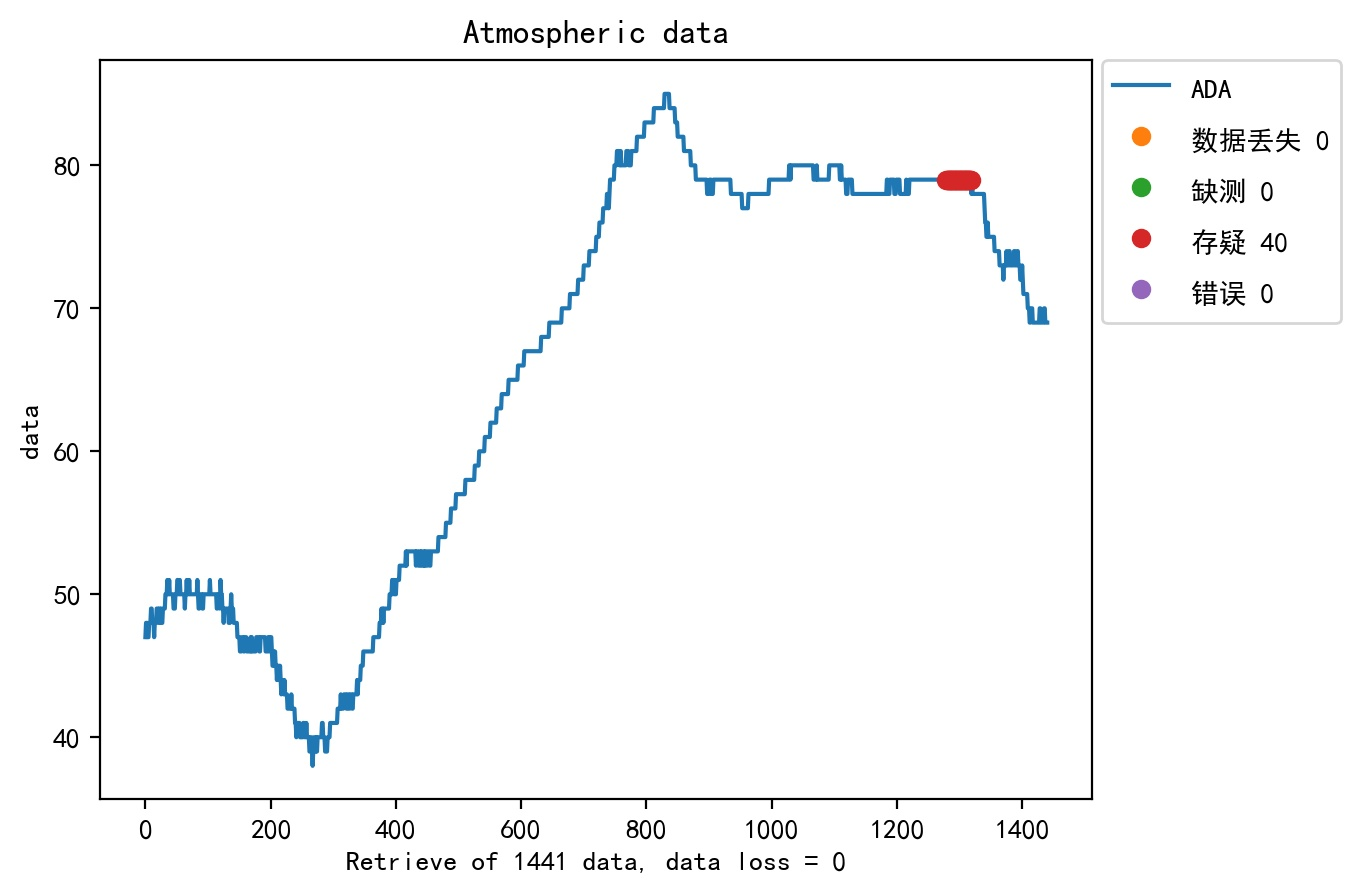 Atmospheric data
ADA
数据丢失 0
缺测 0
存疑 40
错误 0
80
70
60
50
40
data
0 200 400 600 800 1000 1200 1400
Retrieve of 1441 data, data loss = 0